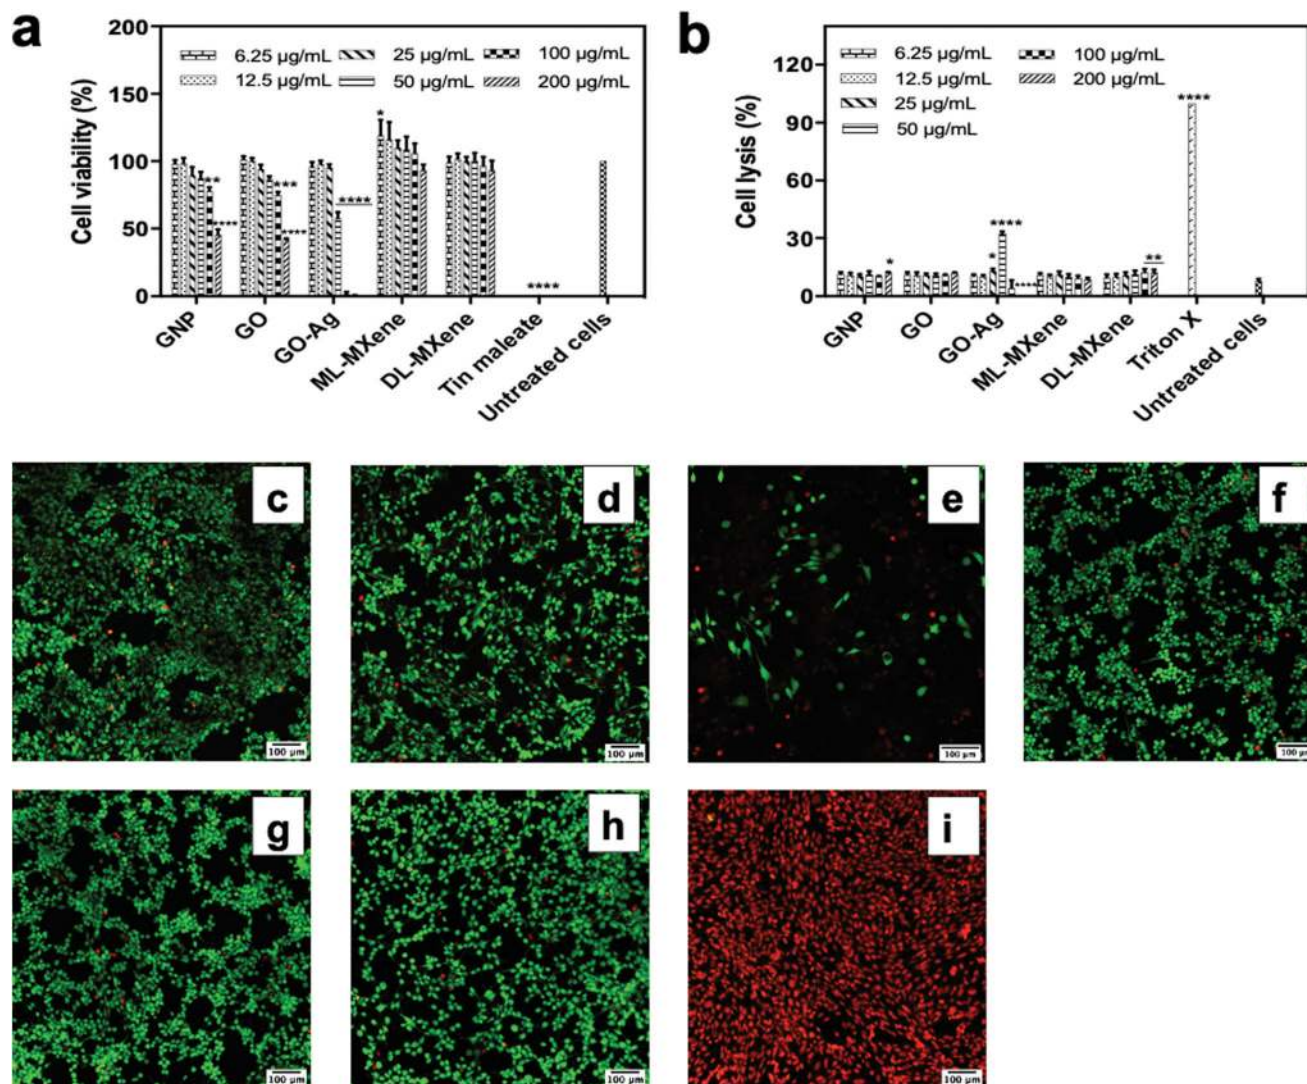 a
200
150
100
50
0
Cell viability (%)
6.25 µg/mL
25 µg/mL
100 µg/mL
12.5 µg/mL
50 µg/mL
200 µg/mL
**
****
***
****
****
*
****
GNP
GO
GO-Ag
ML-MXene
DL-MXene
Tin maleate
Untreated cells
b
120
90
60
30
0
Cell lysis (%)
6.25 µg/mL
100 µg/mL
12.5 µg/mL
200 µg/mL
25 µg/mL
50 µg/mL
*
*
****
****
**
****
GNP
GO
GO-Ag
ML-MXene
DL-MXene
Triton X
Untreated cells
c
100 µm
d
100 µm
e
100 µm
f
100 µm
g
100 µm
h
100 µm
i
100 µm